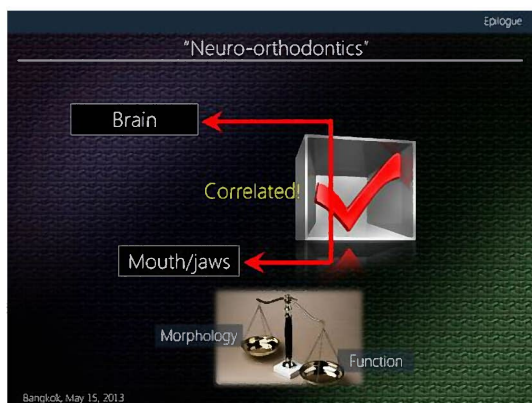 Epilogue
"Neuro-orthodontics"
Brain
Correlated!
Mouth/jaws
Morphology
Function
Bangkok, May 15, 2013